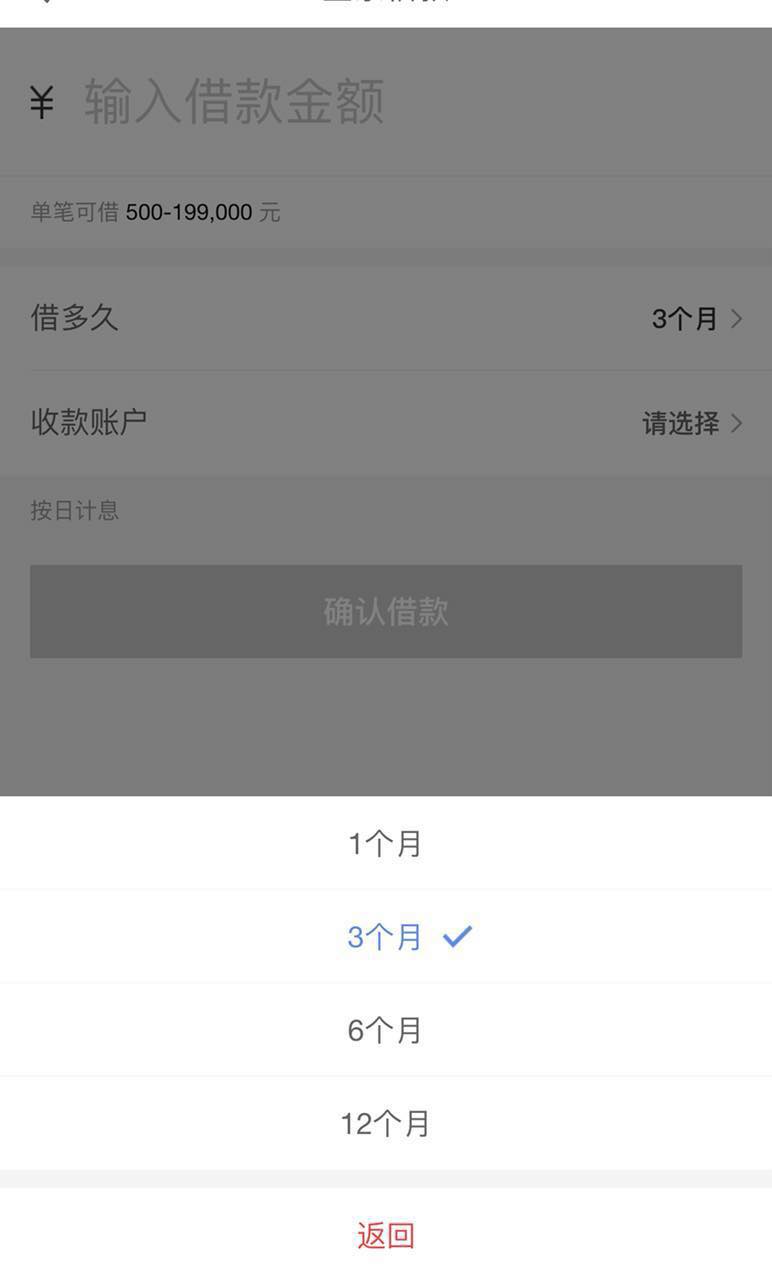 ¥ 输入借款金额
单笔可借 500-199,000 元
借多久 3个月
收款账户 请选择
按日计息
确认借款
1个月
3个月
6个月
12个月
返回